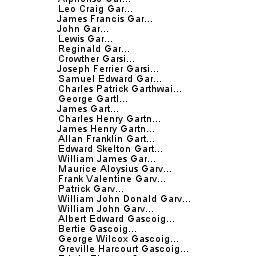 Leo Craig Gar...
James Francis Gar...
John Gar...
Lewis Gar...
Reginald Gar...
Crowther Garsi...
Joseph Ferrier Garsi...
Samuel Edward Gar...
Charles Patrick Garthwai...
George Gartl...
James Gart...
Charles Henry Gartn...
James Henry Gartn...
Allan Franklin Gart...
Edward Skelton Gart...
William James Gar...
Maurice Aloysius Garv...
Frank Valentine Garv...
Patrick Garv...
William John Donald Garv...
William John Garv...
Albert Edward Gascoig...
Bertie Gascoig...
George Wilcox Gascoig...
Greville Harcourt Gascoig...